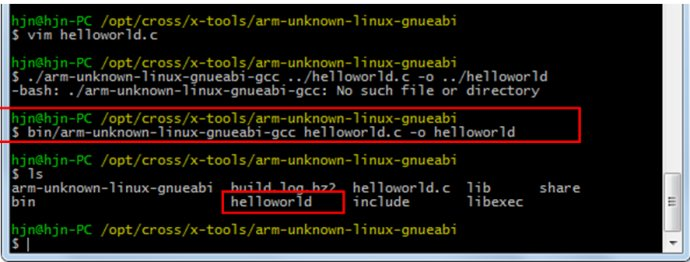 hjn@hjn-PC /opt/cross/x-tools/arm-unknown-linux-gnueabi
$ vim helloworld.c
hjn@hjn-PC /opt/cross/x-tools/arm-unknown-linux-gnueabi
$ ./arm-unknown-linux-gnueabi-gcc ../helloworld.c -o ../helloworld
-bash: ./arm-unknown-linux-gnueabi-gcc: No such file or directory
hjn@hjn-PC /opt/cross/x-tools/arm-unknown-linux-gnueabi
$ bin/arm-unknown-linux-gnueabi-gcc helloworld.c -o helloworld
hjn@hjn-PC /opt/cross/x-tools/arm-unknown-linux-gnueabi
$ ls
arm-unknown-linux-gnueabi build.log.bz2 helloworld.c lib share
bin helloworld include libexec
hjn@hjn-PC /opt/cross/x-tools/arm-unknown-linux-gnueabi
$